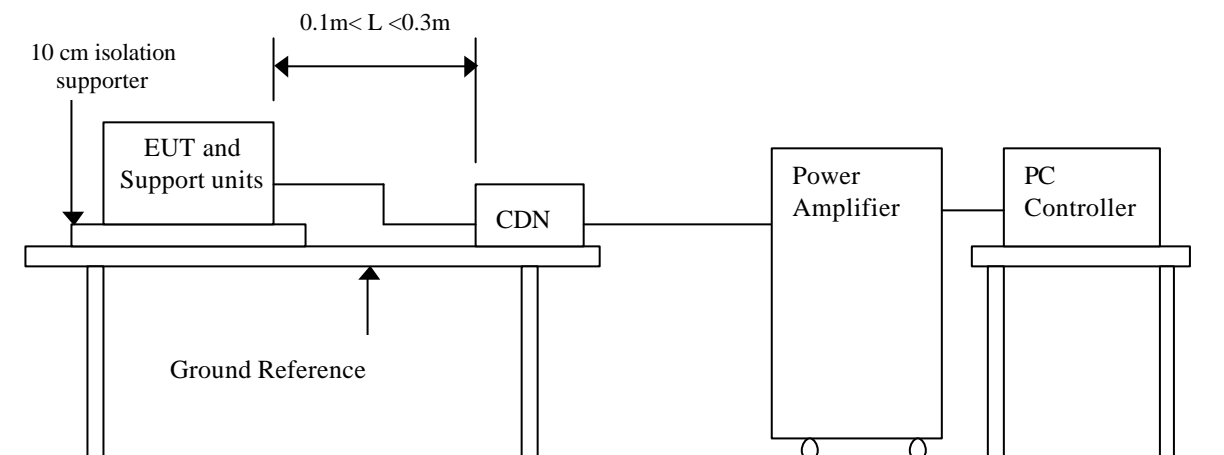 0.1m< L <0.3m
10 cm isolation
supporter
EUT and
Support units
CDN
Power
Amplifier
PC
Controller
Ground Reference